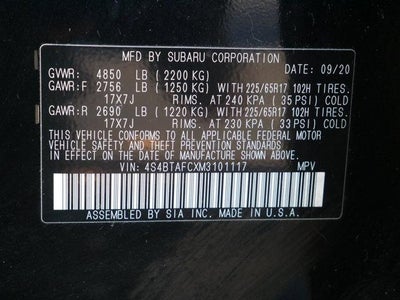 MFD BY SUBARU CORPORATION
GVWR: 4850 LB (2200 KG) DATE: 09/20
GAWR:F 2756 LB (1250 KG) WITH 225/65R17 102H TIRES.
17X7J RIMS. AT 240 KPA ( 35 PSI) COLD
GAWR:R 2690 LB (1220 KG) WITH 225/65R17 102H TIRES.
17X7J RIMS. AT 230 KPA ( 33 PSI) COLD
THIS VEHICLE CONFORMS TO ALL APPLICABLE FEDERAL MOTOR
VEHICLE SAFETY AND THEFT PREVENTION STANDARDS IN
EFFECT ON THE DATE OF MANUFACTURE SHOWN ABOVE.
VIN: 4S4BTAFCXM3101117 MPV
ASSEMBLED BY SIA INC. MADE IN U.S.A.